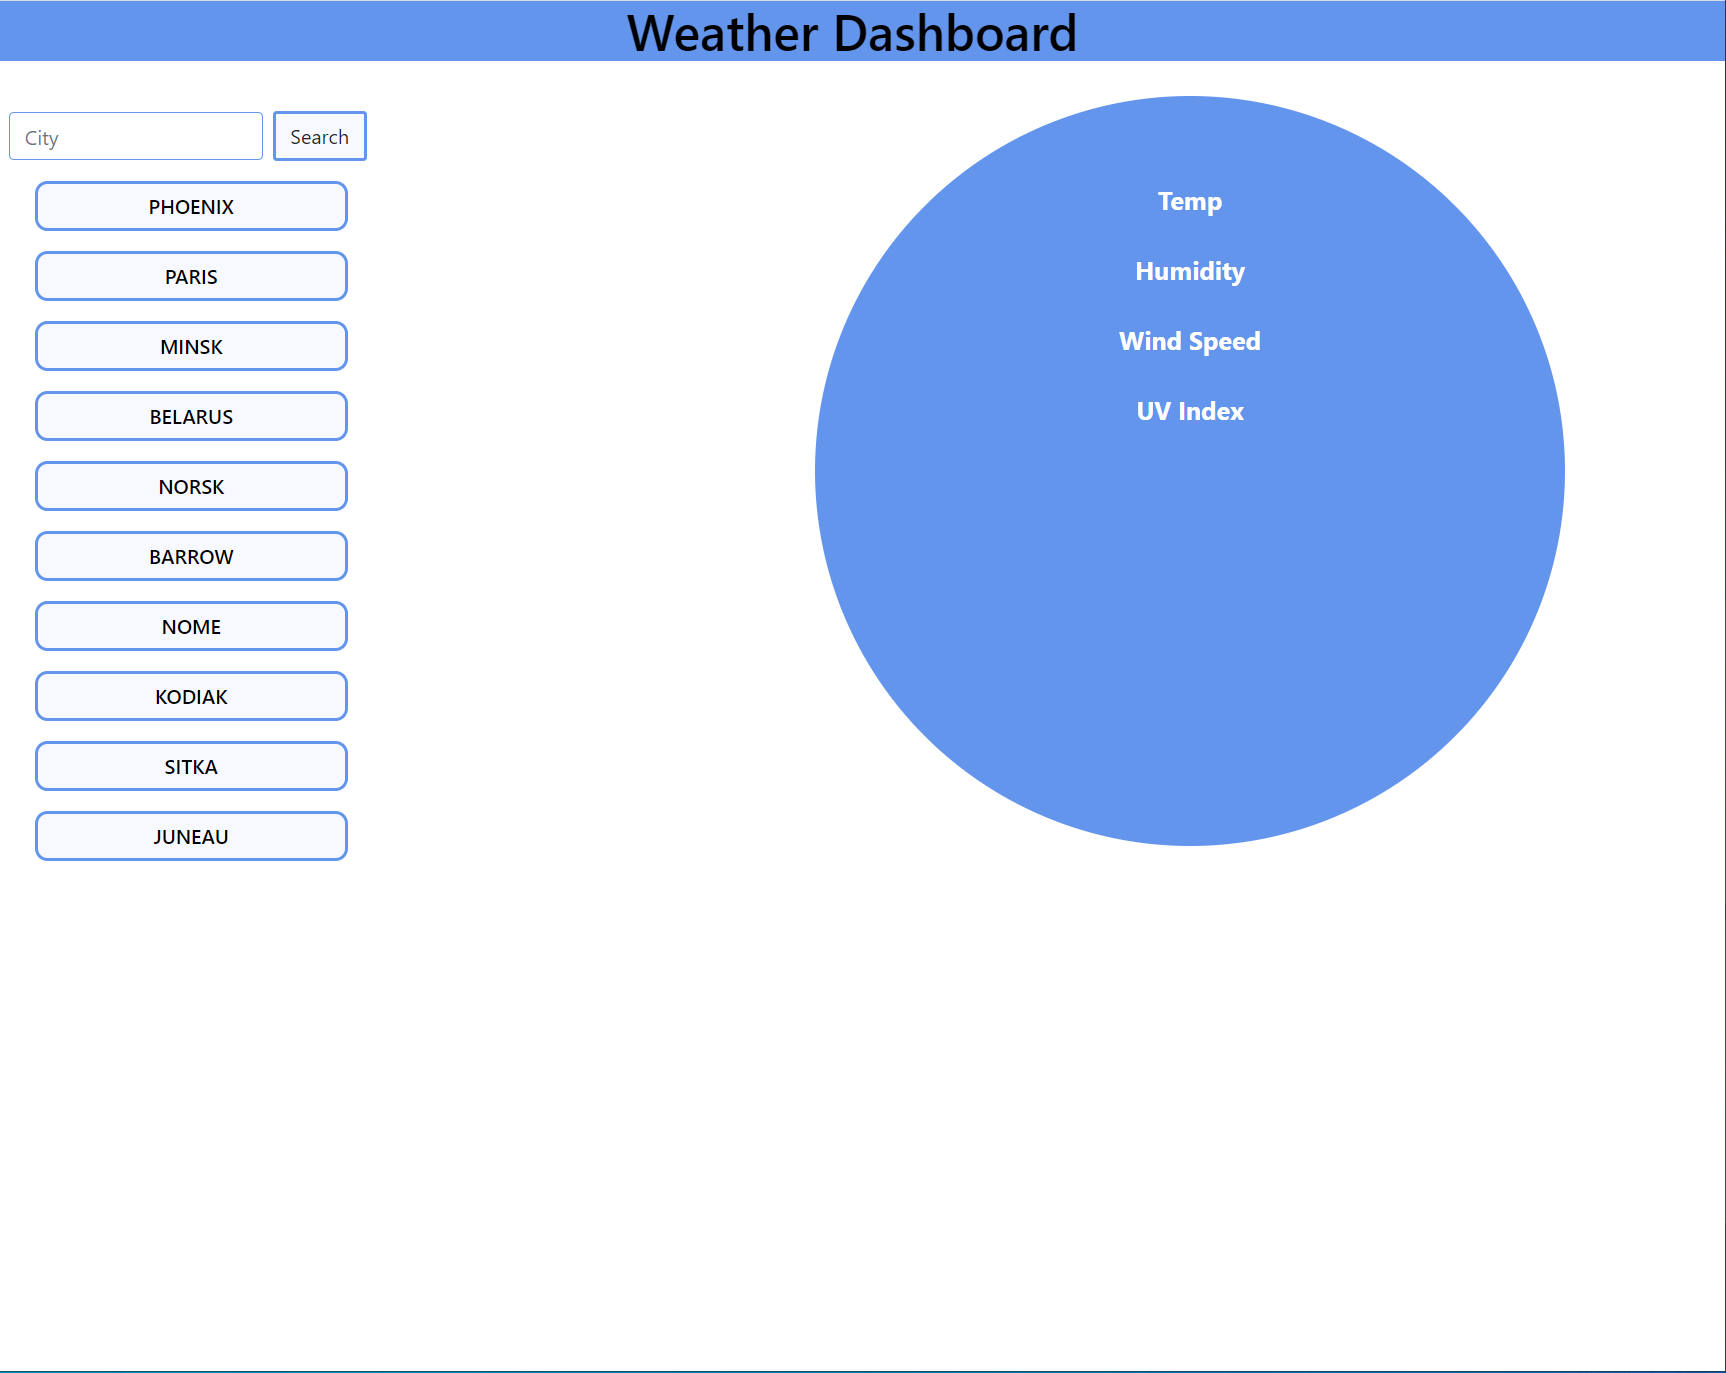 Weather Dashboard
City
Search
PHOENIX
PARIS
MINSK
BELARUS
NORSK
BARROW
NOME
KODIAK
SITKA
JUNEAU
Temp
Humidity
Wind Speed
UV Index